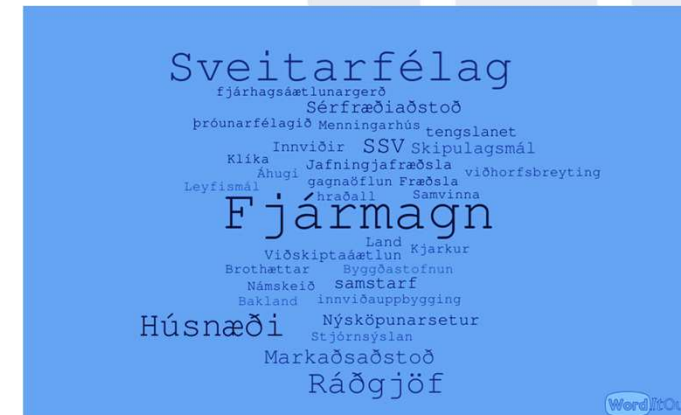 Sveitarfélag
fjárhagsáætlunargerð
Sérfræðiaðstoð
þróunarfélagið Menningarhús tengslanet
Innviðir SSV Skipulagsmál
Klíka Jafningjafræðsla
Áhugi viðhorfsbreyting
Leyfismál gagnaöflun Fræðsla
hraðall Samvinna
Fjármagn
Land
Viðskiptaáætlun Kjarkur
Brothættar Byggðastofnun
Námskeið samstarf
Bakland innviðauppbygging
Húsnæði Nýsköpunarsetur
Stjórnsýslan
Markaðsaðstoð
Ráðgjöf
WordItOu